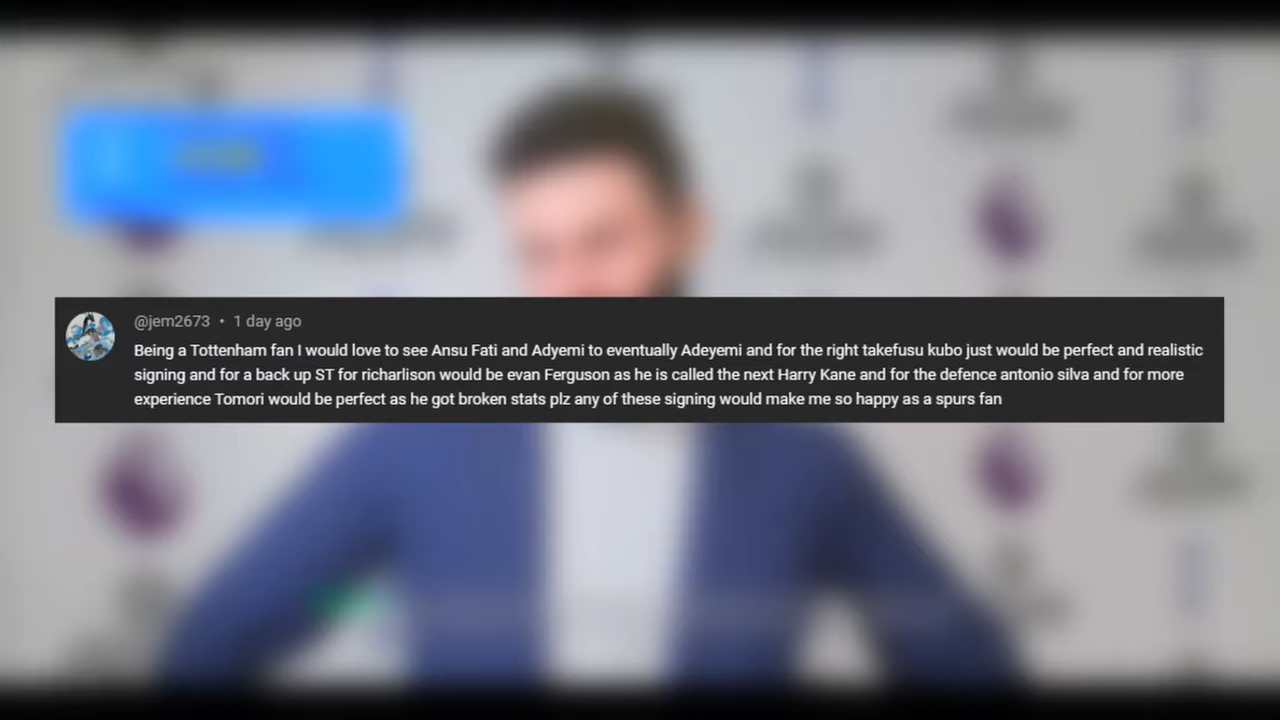 @jem2673 • 1 day ago
Being a Tottenham fan I would love to see Ansu Fati and Adyemi to eventually Adeyemi and for the right takefusu kubo just would be perfect and realistic
signing and for a back up ST for richarlison would be evan Ferguson as he is called the next Harry Kane and for the defence antonio silva and for more
experience Tomori would be perfect as he got broken stats plz any of these signing would make me so happy as a spurs fan